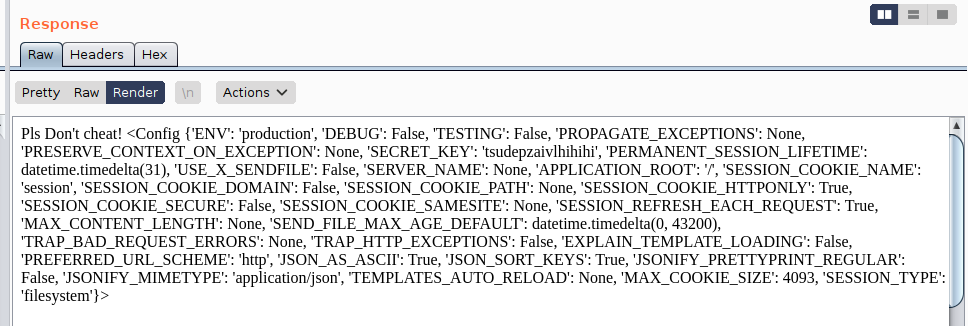 Response
Raw Headers Hex
Pretty Raw Render \n Actions
Pls Don't cheat! <Config {'ENV': 'production', 'DEBUG': False, 'TESTING': False, 'PROPAGATE_EXCEPTIONS': None,
'PRESERVE_CONTEXT_ON_EXCEPTION': None, 'SECRET_KEY': 'tsudepzaivlhihihi', 'PERMANENT_SESSION_LIFETIME':
datetime.timedelta(31), 'USE_X_SENDFILE': False, 'SERVER_NAME': None, 'APPLICATION_ROOT': '/', 'SESSION_COOKIE_NAME':
'session', 'SESSION_COOKIE_DOMAIN': False, 'SESSION_COOKIE_PATH': None, 'SESSION_COOKIE_HTTPONLY': True,
'SESSION_COOKIE_SECURE': False, 'SESSION_COOKIE_SAMESITE': None, 'SESSION_REFRESH_EACH_REQUEST': True,
'MAX_CONTENT_LENGTH': None, 'SEND_FILE_MAX_AGE_DEFAULT': datetime.timedelta(0, 43200),
'TRAP_BAD_REQUEST_ERRORS': None, 'TRAP_HTTP_EXCEPTIONS': False, 'EXPLAIN_TEMPLATE_LOADING': False,
'PREFERRED_URL_SCHEME': 'http', 'JSON_AS_ASCII': True, 'JSON_SORT_KEYS': True, 'JSONIFY_PRETTYPRINT_REGULAR':
False, 'JSONIFY_MIMETYPE': 'application/json', 'TEMPLATES_AUTO_RELOAD': None, 'MAX_COOKIE_SIZE': 4093, 'SESSION_TYPE':
'filesystem'}>